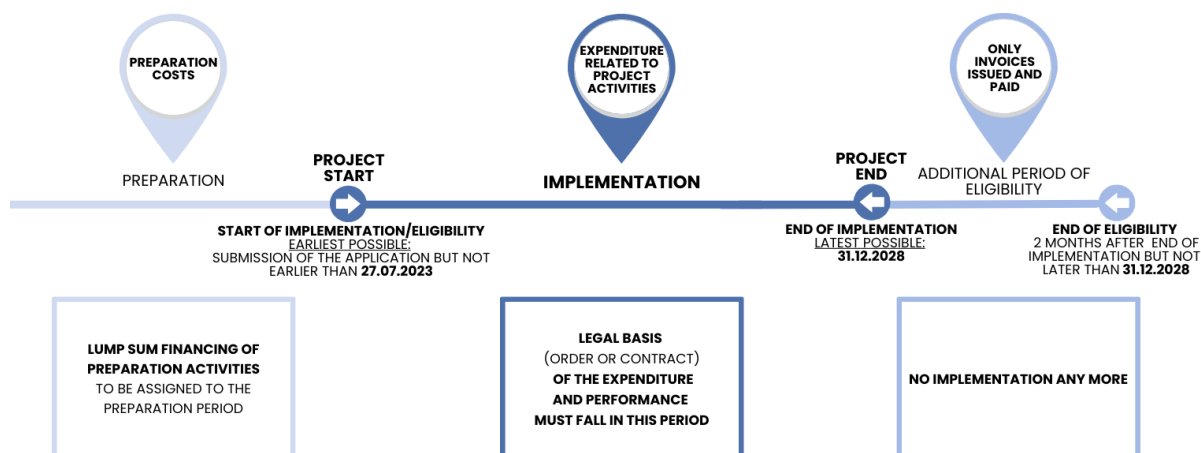 PREPARATION
COSTS
EXPENDITURE
RELATED TO
PROJECT
ACTIVITIES
ONLY
INVOICES
ISSUED AND
PAID
PREPARATION
PROJECT
START
IMPLEMENTATION
PROJECT
END
ADDITIONAL PERIOD OF
ELIGIBILITY
START OF IMPLEMENTATION/ELIGIBILITY
EARLIEST POSSIBLE:
SUBMISSION OF THE APPLICATION BUT NOT
EARLIER THAN 27.07.2023
END OF IMPLEMENTATION
LATEST POSSIBLE:
31.12.2028
END OF ELIGIBILITY
2 MONTHS AFTER END OF
IMPLEMENTATION BUT NOT
LATER THAN 31.12.2028
LUMP SUM FINANCING OF
PREPARATION ACTIVITIES
TO BE ASSIGNED TO THE
PREPARATION PERIOD
LEGAL BASIS
(ORDER OR CONTRACT)
OF THE EXPENDITURE
AND PERFORMANCE
MUST FALL IN THIS PERIOD
NO IMPLEMENTATION ANY MORE